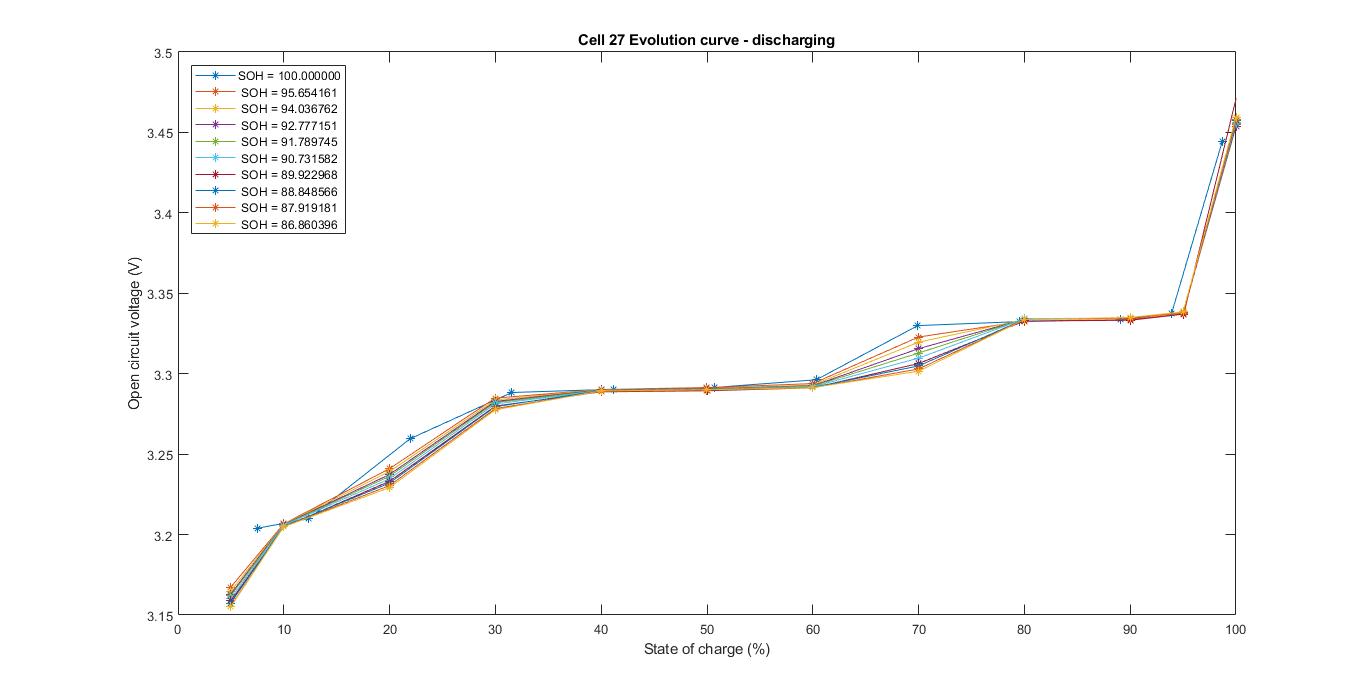 Cell 27 Evolution curve - discharging
3.5
3.45
3.4
3.35
3.3
3.25
3.2
3.15
Open circuit voltage (V)
SOH = 100.000000
SOH = 95.654161
SOH = 94.036762
SOH = 92.777151
SOH = 91.789745
SOH = 90.731582
SOH = 89.922968
SOH = 88.848566
SOH = 87.919181
SOH = 86.860396
0 10 20 30 40 50 60 70 80 90 100
State of charge (%)